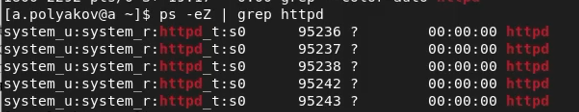 [a.polyakov@a ~]$ ps -eZ | grep httpd
system_u:system_r:httpd_t:s0 95236 ? 00:00:00 httpd
system_u:system_r:httpd_t:s0 95237 ? 00:00:00 httpd
system_u:system_r:httpd_t:s0 95238 ? 00:00:00 httpd
system_u:system_r:httpd_t:s0 95242 ? 00:00:00 httpd
system_u:system_r:httpd_t:s0 95243 ? 00:00:00 httpd